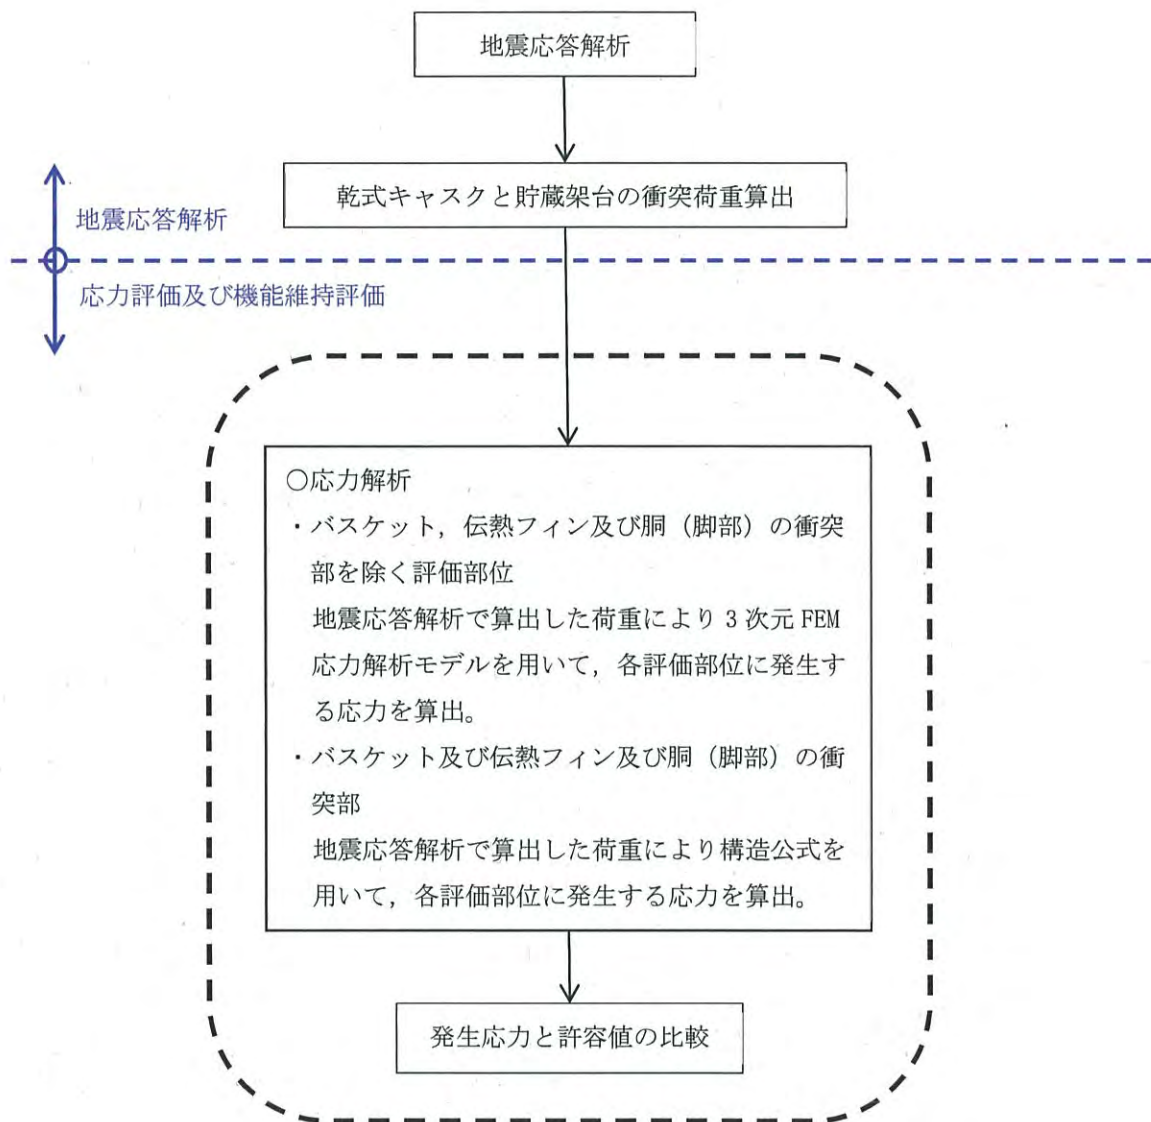 地震応答解析
乾式キャスクと貯蔵架台の衝突荷重算出
地震応答解析
応力評価及び機能維持評価
○応力解析
・バスケット，伝熱フィン及び胴（脚部）の衝突
部を除く評価部位
地震応答解析で算出した荷重により 3 次元 FEM
応力解析モデルを用いて，各評価部位に発生す
る応力を算出。
・バスケット及び伝熱フィン及び胴（脚部）の衝
突部
地震応答解析で算出した荷重により構造公式を
用いて，各評価部位に発生する応力を算出。
発生応力と許容値の比較